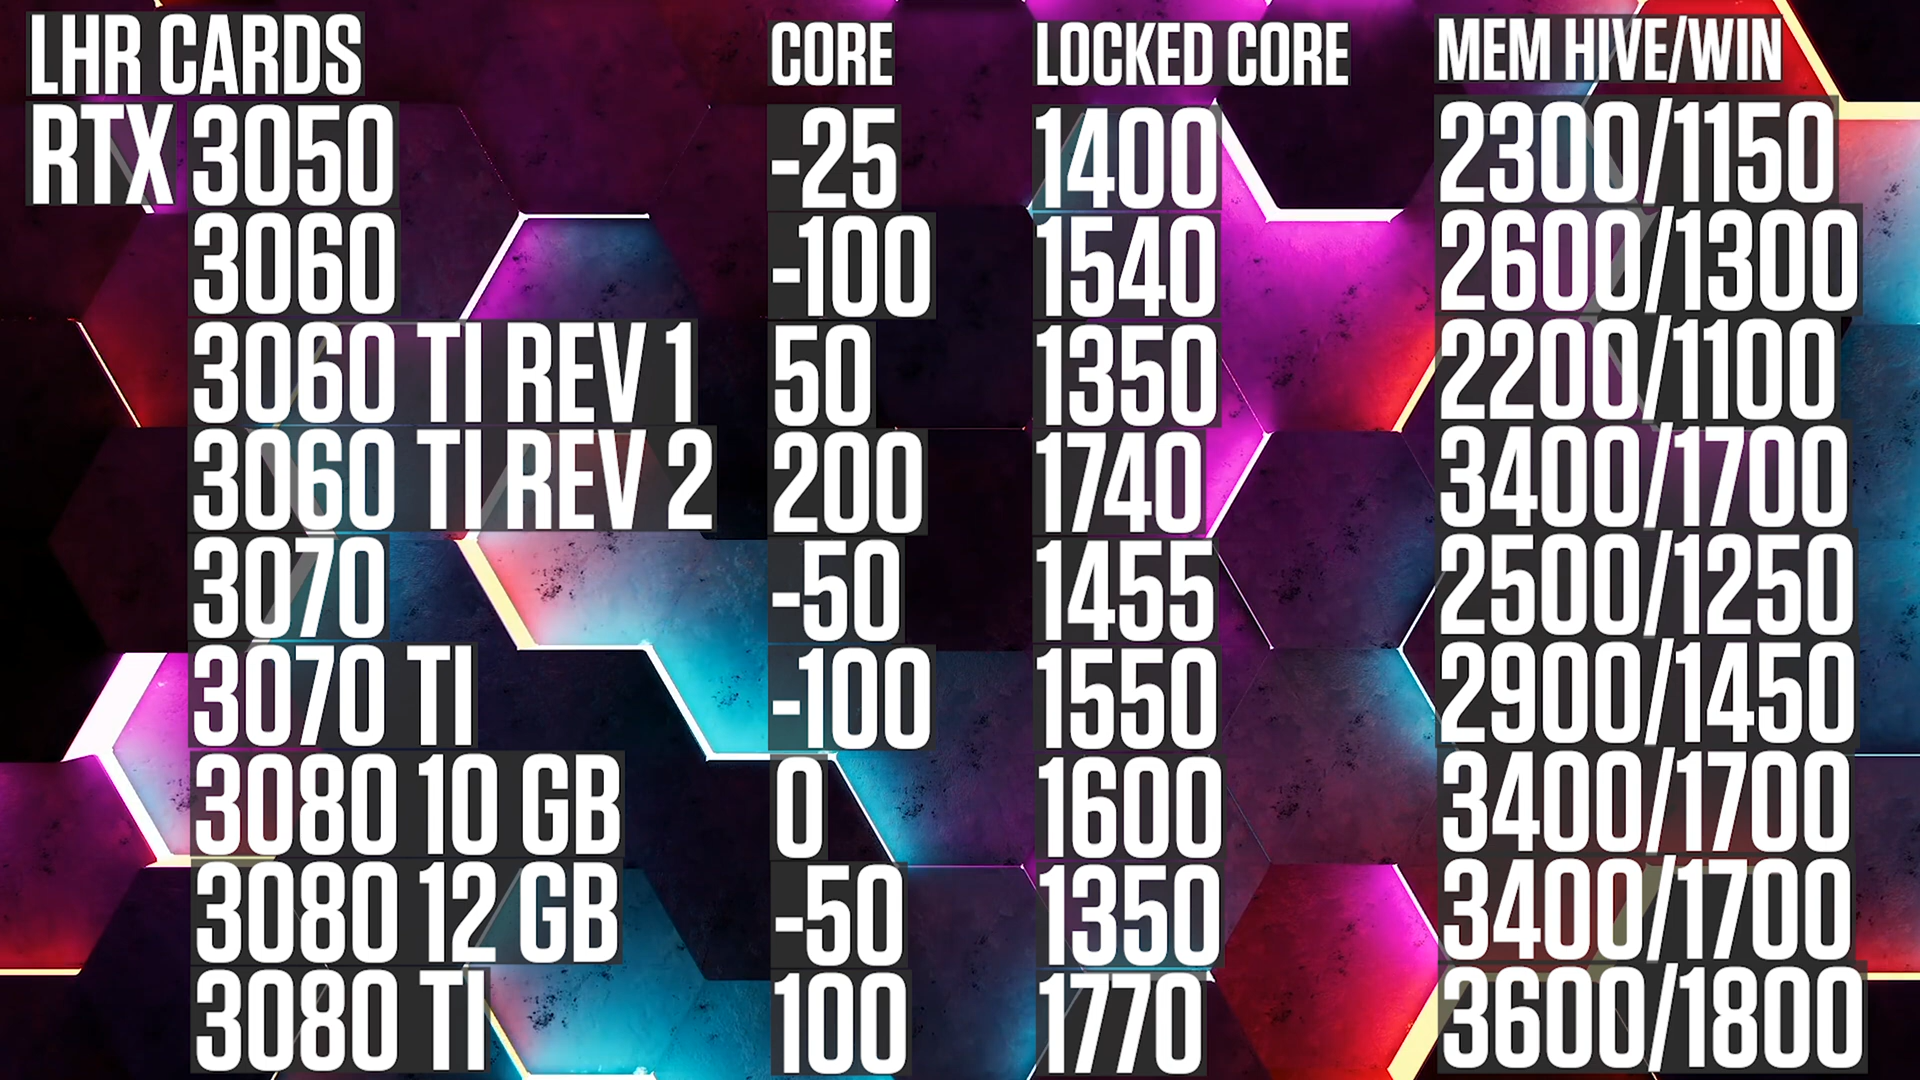 LHR CARDS CORE LOCKED CORE MEM HIVE/WIN
RTX 3050 -25 1400 2300/1150
3060 -100 1540 2600/1300
3060 TI REV 1 50 1350 2200/1100
3060 TI REV 2 200 1740 3400/1700
3070 -50 1455 2500/1250
3070 TI -100 1550 2900/1450
3080 10 GB 0 1600 3400/1700
3080 12 GB -50 1350 3400/1700
3080 TI 100 1770 3600/1800